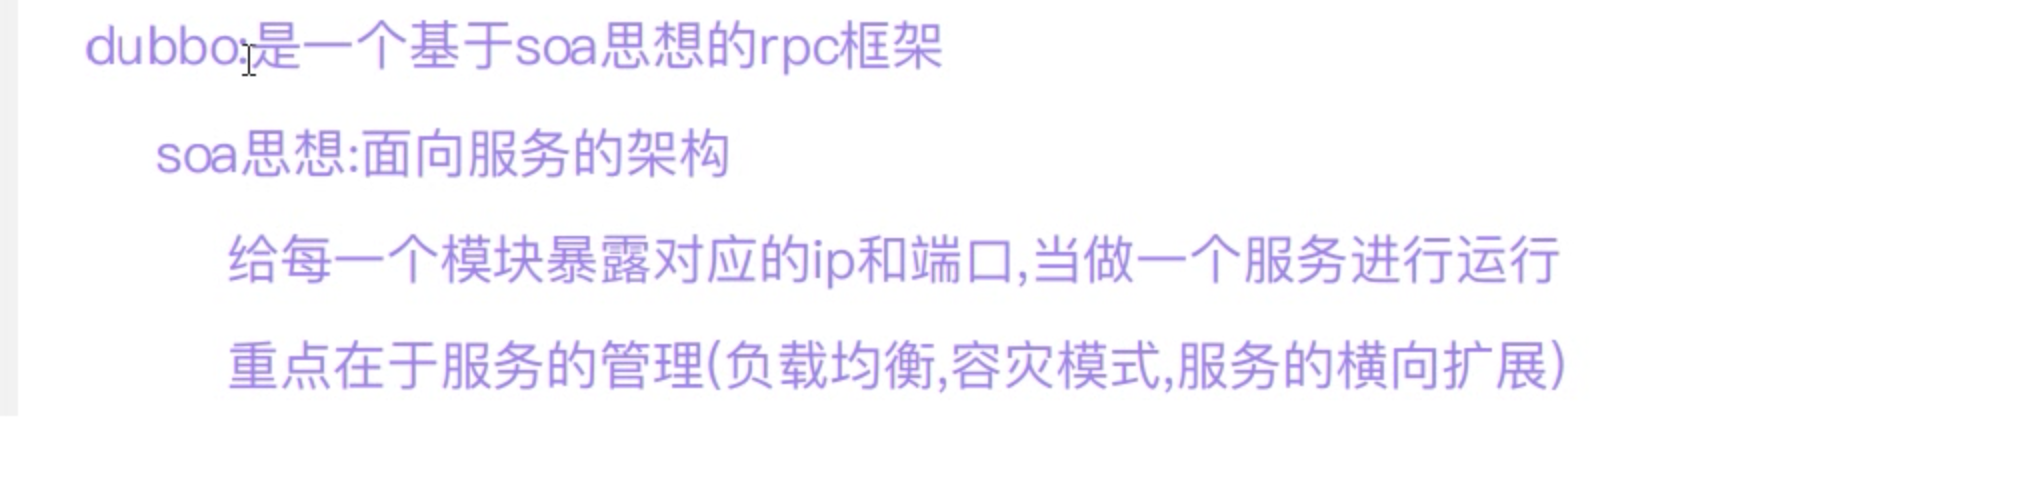 dubbo:是一个基于soa思想的rpc框架
soa思想:面向服务的架构
给每一个模块暴露对应的ip和端口,当做一个服务进行运行
重点在于服务的管理(负载均衡,容灾模式,服务的横向扩展)